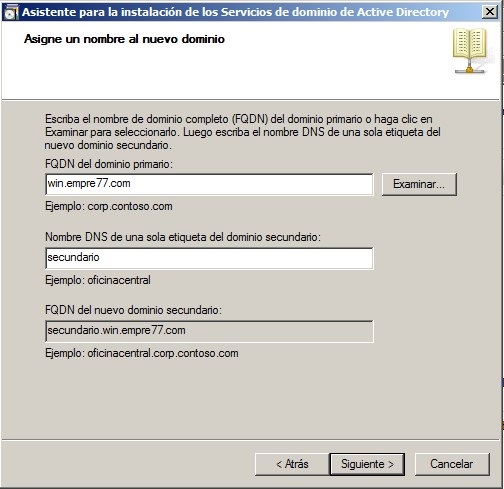 Asistente para la instalación de los Servicios de dominio de Active Directory
Asigne un nombre al nuevo dominio
Escriba el nombre de dominio completo (FQDN) del dominio primario o haga clic en
Examinar para seleccionarlo. Luego escriba el nombre DNS de una sola etiqueta del
nuevo dominio secundario.
FQDN del dominio primario:
win.empre77.com
Examinar...
Ejemplo: corp.contoso.com
Nombre DNS de una sola etiqueta del dominio secundario:
secundario
Ejemplo: oficinacentral
FQDN del nuevo dominio secundario:
secundario.win.empre77.com
Ejemplo: oficinacentral.corp.contoso.com
< Atrás
Siguiente >
Cancelar